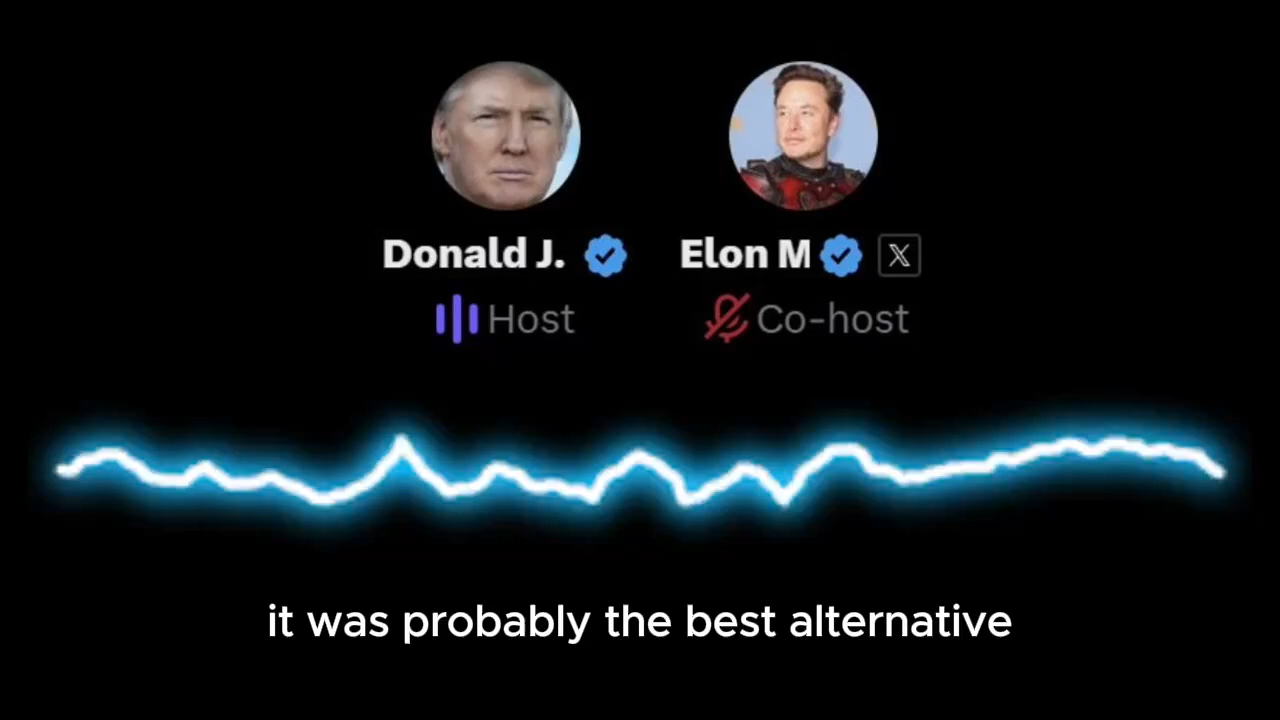 Donald J. Elon M X
Host Co-host
it was probably the best alternative